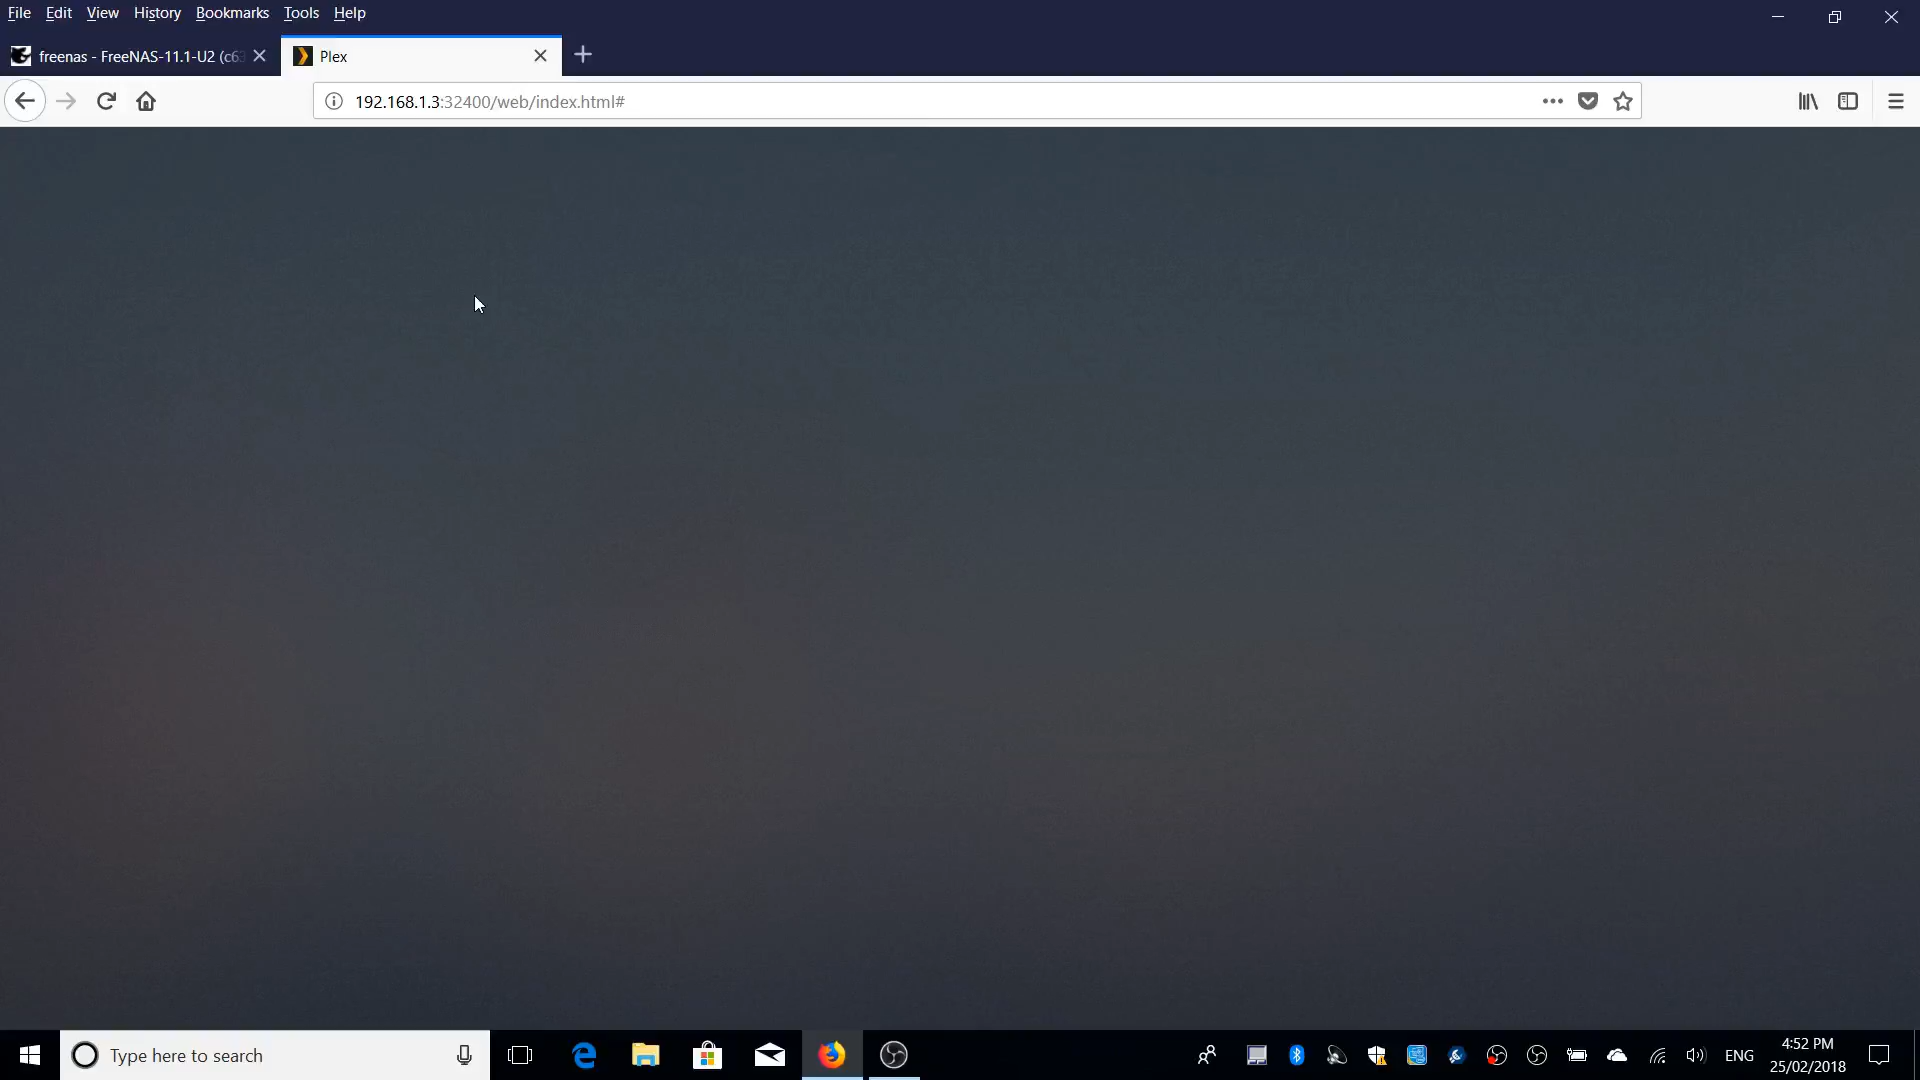 File Edit View History Bookmarks Tools Help
freenas - FreeNAS-11.1-U2 (c63
Plex
192.168.1.3:32400/web/index.html#
Type here to search
ENG
4:52 PM
25/02/2018